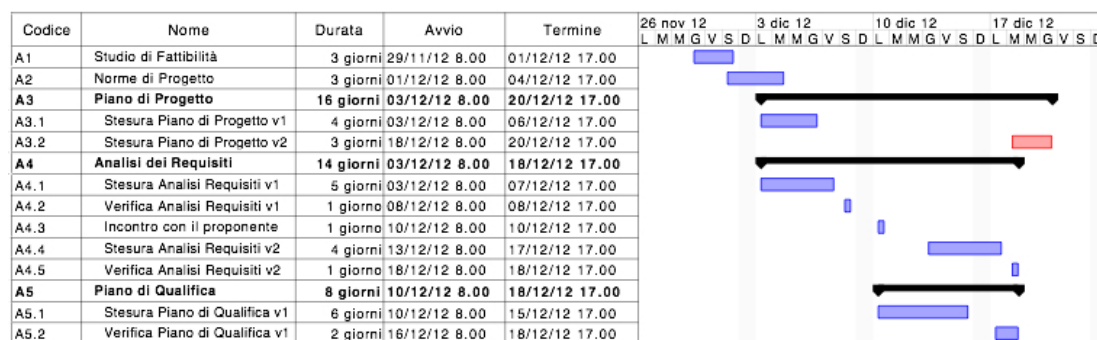 Codice Nome Durata Avvio Termine 26 nov 12 3 dic 12 10 dic 12 17 dic 12
L M M G V S D L M M G V S D L M M G V S D L M M G V S D
A1 Studio di Fattibilità 3 giorni 29/11/12 8.00 01/12/12 17.00
A2 Norme di Progetto 3 giorni 01/12/12 8.00 04/12/12 17.00
A3 Piano di Progetto 16 giorni 03/12/12 8.00 20/12/12 17.00
A3.1 Stesura Piano di Progetto v1 4 giorni 03/12/12 8.00 06/12/12 17.00
A3.2 Stesura Piano di Progetto v2 3 giorni 18/12/12 8.00 20/12/12 17.00
A4 Analisi dei Requisiti 14 giorni 03/12/12 8.00 18/12/12 17.00
A4.1 Stesura Analisi Requisiti v1 5 giorni 03/12/12 8.00 07/12/12 17.00
A4.2 Verifica Analisi Requisiti v1 1 giorno 08/12/12 8.00 08/12/12 17.00
A4.3 Incontro con il proponente 1 giorno 10/12/12 8.00 10/12/12 17.00
A4.4 Stesura Analisi Requisiti v2 4 giorni 13/12/12 8.00 17/12/12 17.00
A4.5 Verifica Analisi Requisiti v2 1 giorno 18/12/12 8.00 18/12/12 17.00
A5 Piano di Qualifica 8 giorni 10/12/12 8.00 18/12/12 17.00
A5.1 Stesura Piano di Qualifica v1 6 giorni 10/12/12 8.00 15/12/12 17.00
A5.2 Verifica Piano di Qualifica v1 2 giorni 16/12/12 8.00 18/12/12 17.00